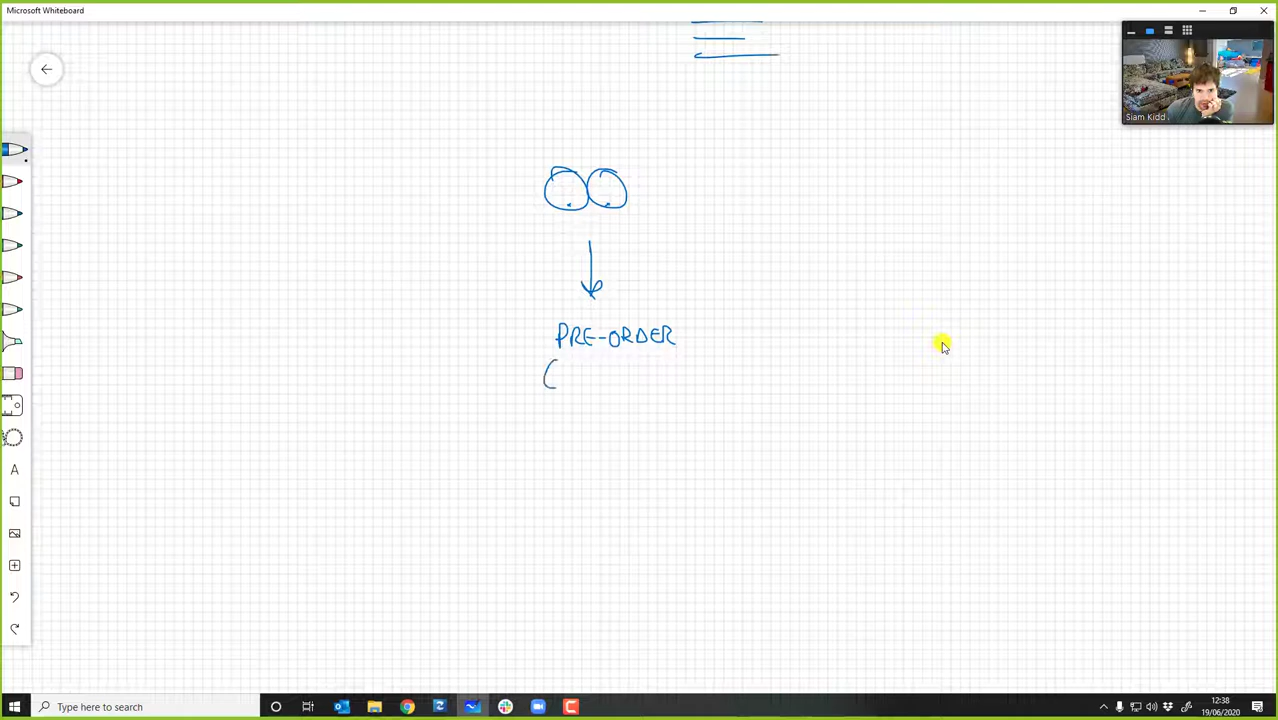 Microsoft Whiteboard
Siam Kidd
PRE-ORDER
(
A
Type here to search
12:38
19/06/2020